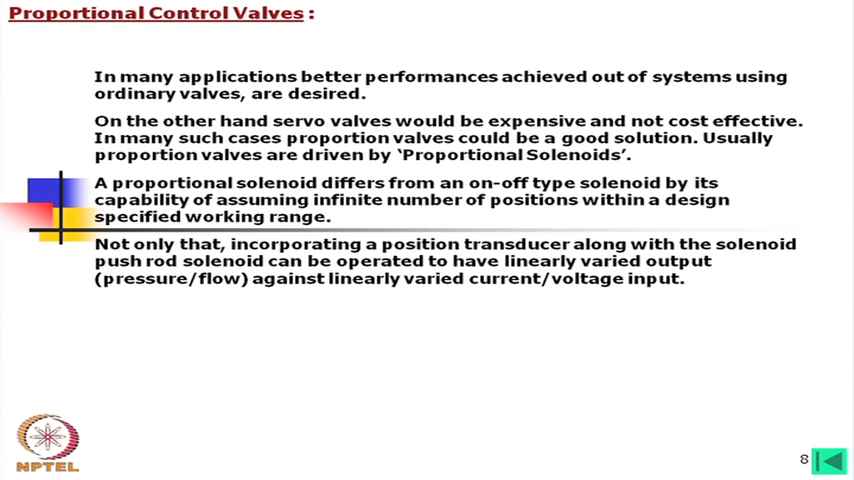 Proportional Control Valves :
In many applications better performances achieved out of systems using
ordinary valves, are desired.
On the other hand servo valves would be expensive and not cost effective.
In many such cases proportion valves could be a good solution. Usually
proportion valves are driven by ‘Proportional Solenoids’.
A proportional solenoid differs from an on-off type solenoid by its
capability of assuming infinite number of positions within a design
specified working range.
Not only that, incorporating a position transducer along with the solenoid
push rod solenoid can be operated to have linearly varied output
(pressure/flow) against linearly varied current/voltage input.
NPTEL
8